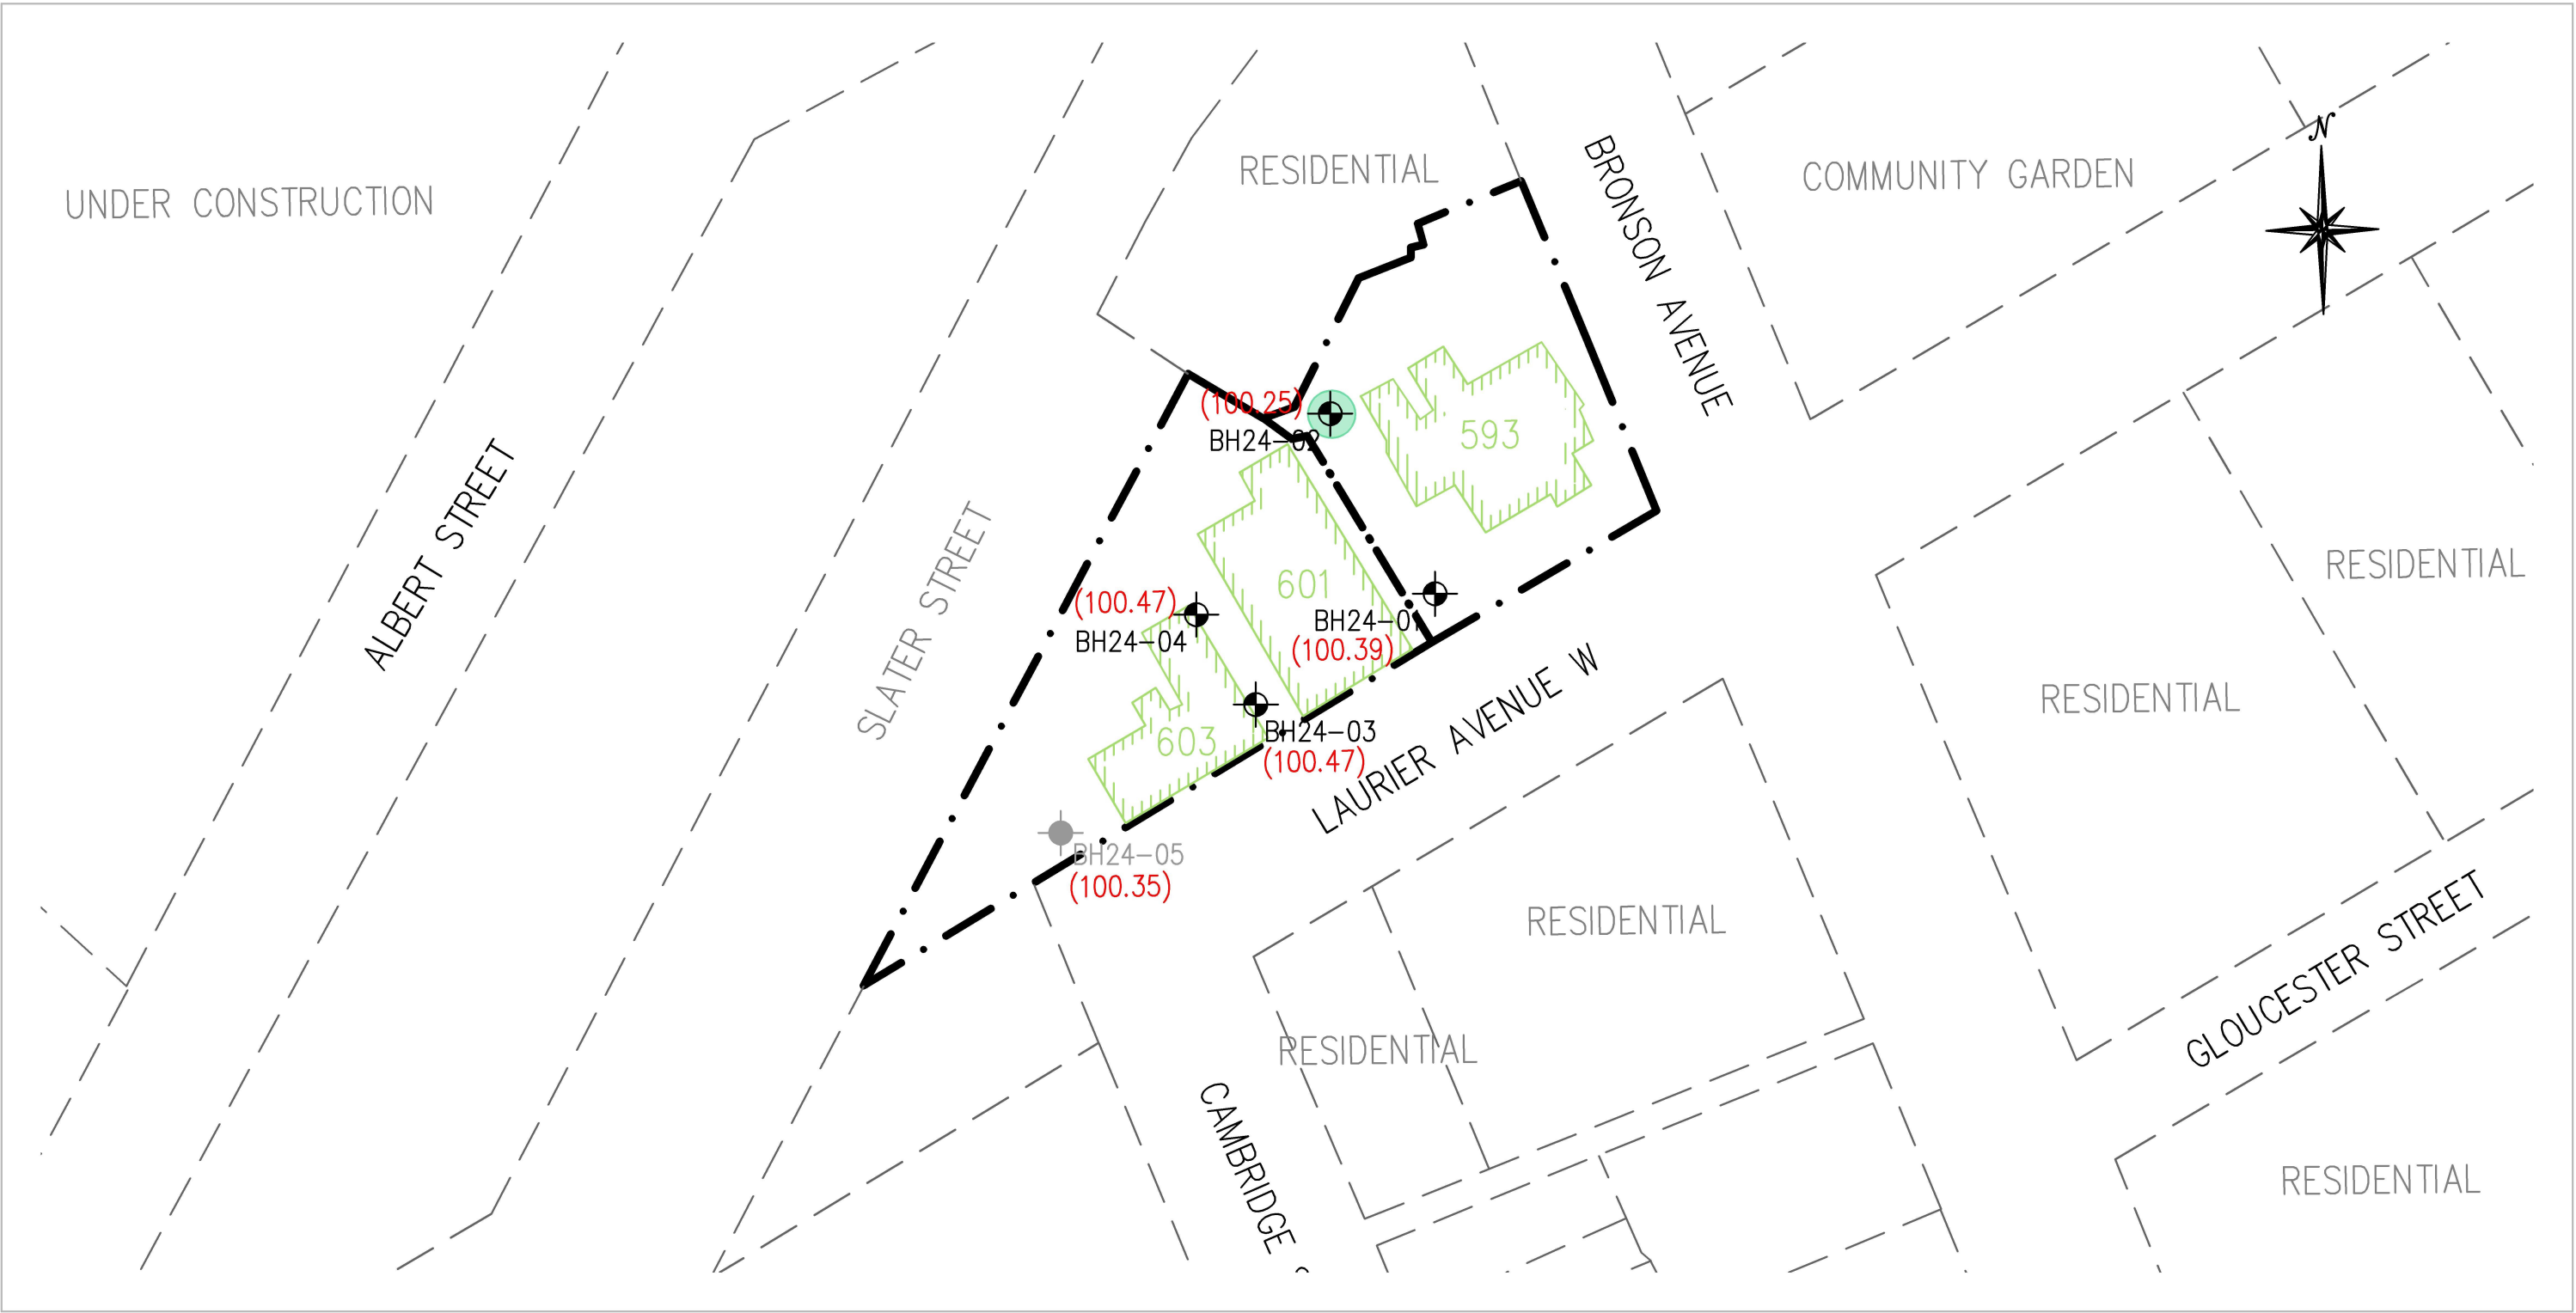 N
RESIDENTIAL
COMMUNITY GARDEN
UNDER CONSTRUCTION
BRONSON AVENUE
(100.25)
BH24-02
593
ALBERT STREET
SLATER STREET
601
RESIDENTIAL
(100.47)
BH24-04
BH24-01
(100.39)
603
BH24-03
(100.47)
LAURIER AVENUE W
RESIDENTIAL
BH24-05
(100.35)
RESIDENTIAL
GLOUCESTER STREET
RESIDENTIAL
CAMBRIDGE
RESIDENTIAL